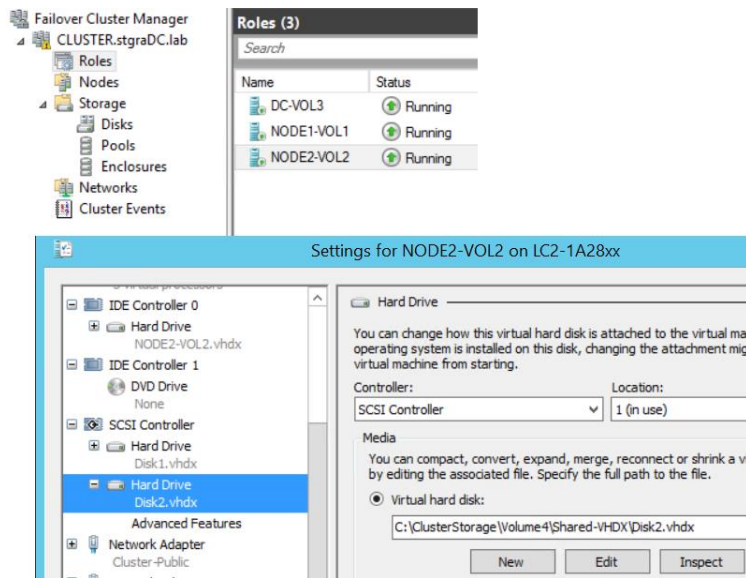 Failover Cluster Manager
CLUSTER.stgraDC.lab
Roles
Nodes
Storage
Disks
Pools
Enclosures
Networks
Cluster Events
Roles (3)
Search
Name Status
DC-VOL3 Running
NODE1-VOL1 Running
NODE2-VOL2 Running
Settings for NODE2-VOL2 on LC2-1A28xx
IDE Controller 0
Hard Drive
NODE2-VOL2.vhdx
IDE Controller 1
DVD Drive
None
SCSI Controller
Hard Drive
Disk1.vhdx
Hard Drive
Disk2.vhdx
Advanced Features
Network Adapter
Cluster-Public
Hard Drive
You can change how this virtual hard disk is attached to the virtual ma
operating system is installed on this disk, changing the attachment mig
virtual machine from starting.
Controller: Location:
SCSI Controller 1 (in use)
Media
You can compact, convert, expand, merge, reconnect or shrink a v
by editing the associated file. Specify the full path to the file.
Virtual hard disk:
C:\ClusterStorage\Volume4\Shared-VHDX\Disk2.vhdx
New Edit Inspect